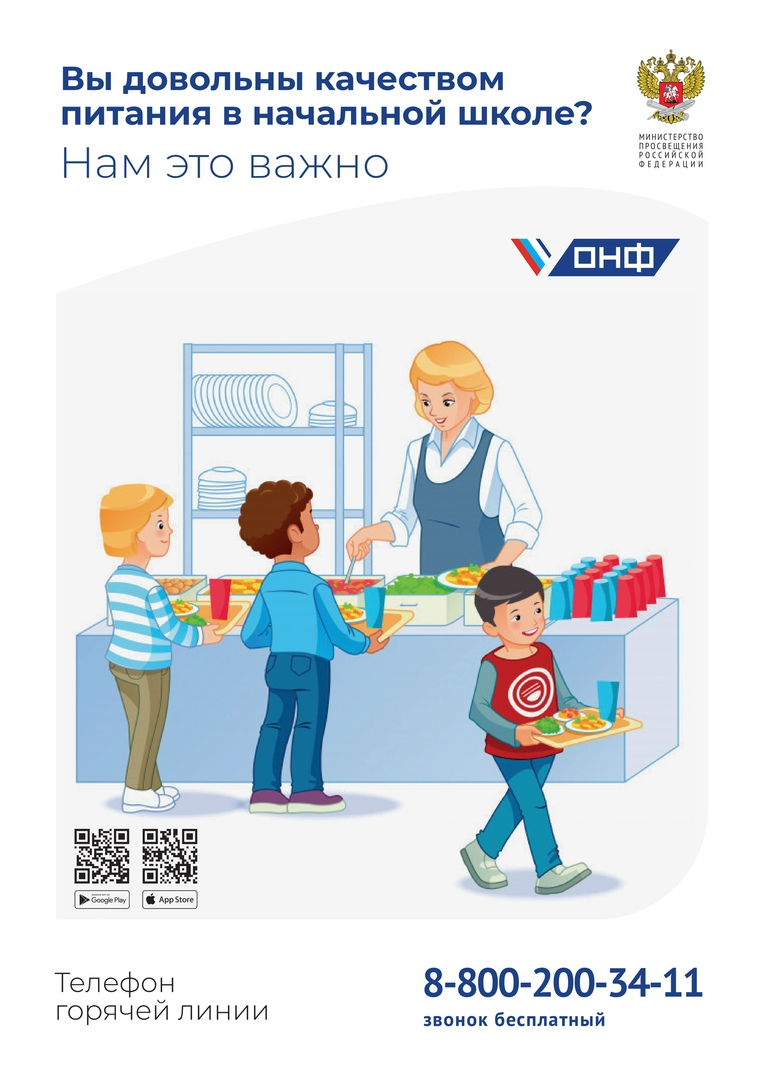 Вы довольны качеством
питания в начальной школе?
Нам это важно
МИНИСТЕРСТВО
ПРОСВЕЩЕНИЯ
РОССИЙСКОЙ
ФЕДЕРАЦИИ
ОНФ
Google Play
App Store
Телефон
горячей линии
8-800-200-34-11
звонок бесплатный